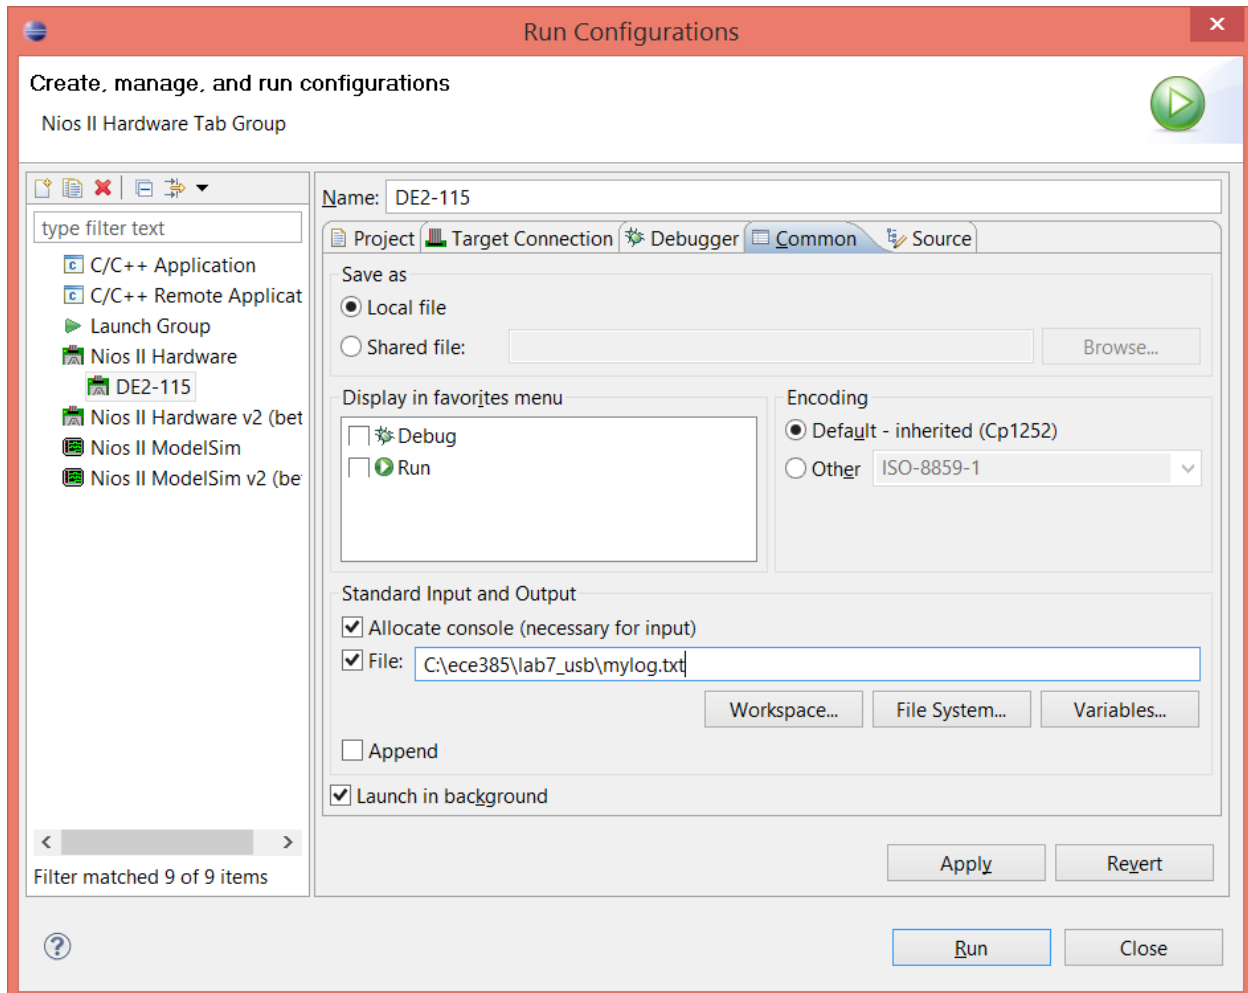 Run Configurations
Create, manage, and run configurations
Nios II Hardware Tab Group
type filter text
C/C++ Application
C/C++ Remote Applicat
Launch Group
Nios II Hardware
DE2-115
Nios II Hardware v2 (bet
Nios II ModelSim
Nios II ModelSim v2 (be
Filter matched 9 of 9 items
Name: DE2-115
Project Target Connection Debugger Common Source
Save as
Local file
Shared file: Browse...
Display in favorites menu
Debug
Run
Encoding
Default - inherited (Cp1252)
Other ISO-8859-1
Standard Input and Output
Allocate console (necessary for input)
File: C:\ece385\lab7_usb\mylog.txt
Workspace... File System... Variables...
Append
Launch in background
Apply Revert
Run Close